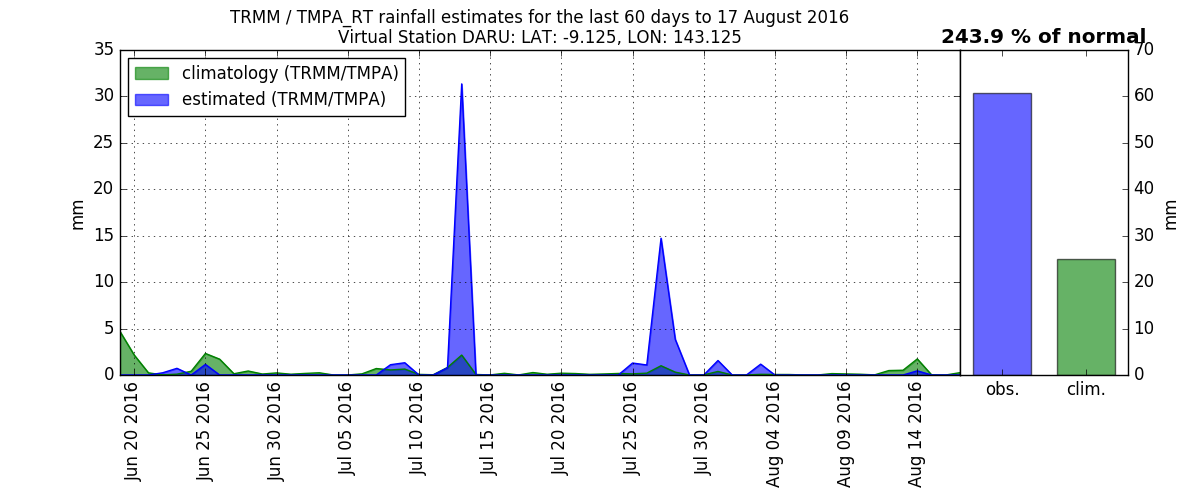 TRMM / TMPA_RT rainfall estimates for the last 60 days to 17 August 2016
Virtual Station DARU: LAT: -9.125, LON: 143.125
243.9 % of normal
climatology (TRMM/TMPA)
estimated (TRMM/TMPA)
35
30
25
20
15
10
5
0
mm
Jun 20 2016
Jun 25 2016
Jun 30 2016
Jul 05 2016
Jul 10 2016
Jul 15 2016
Jul 20 2016
Jul 25 2016
Jul 30 2016
Aug 04 2016
Aug 09 2016
Aug 14 2016
obs.
clim.
70
60
50
40
30
20
10
0
mm